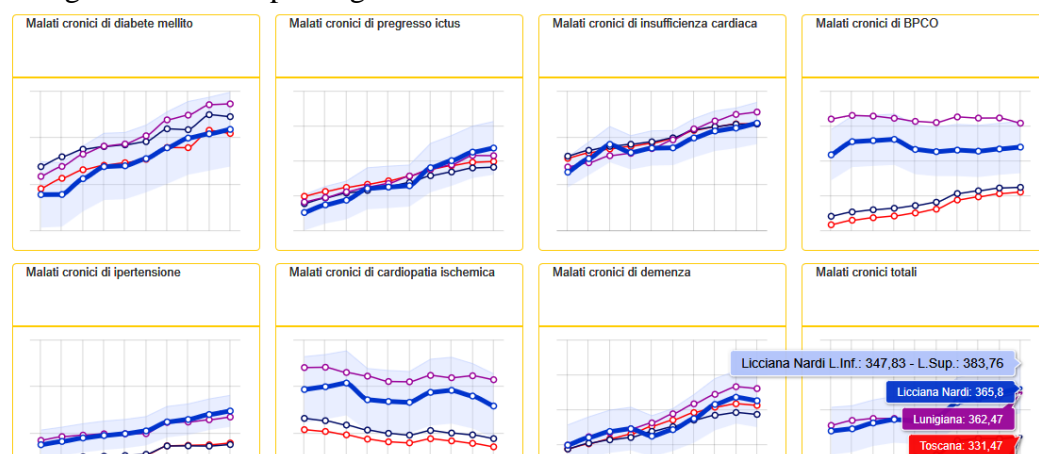 Malati cronici di diabete mellito
Malati cronici di pregresso ictus
Malati cronici di insufficienza cardiaca
Malati cronici di BPCO
Malati cronici di ipertensione
Malati cronici di cardiopatia ischemica
Malati cronici di demenza
Malati cronici totali
Licciana Nardi L.Inf.: 347,83 - L.Sup.: 383,76
Licciana Nardi: 365,8
Lunigiana: 362,47
Toscana: 331,47